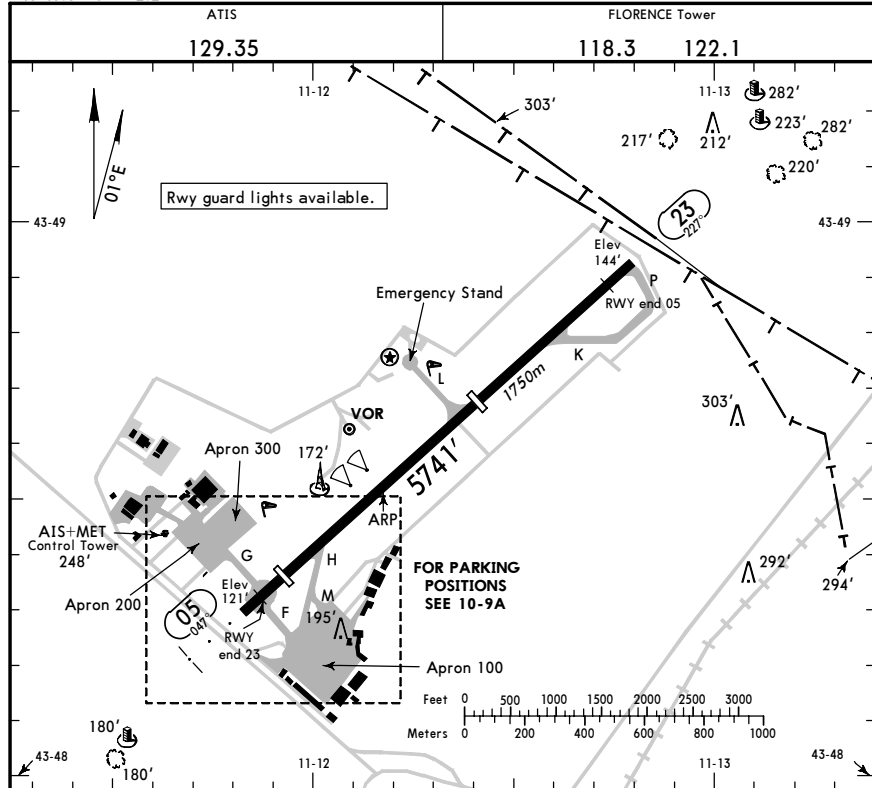 ATIS
FLORENCE Tower
129.35
118.3
122.1
11-12
11-13
303'
282'
223'
217'
212'
282'
220'
01°E
Rwy guard lights available.
23
227°
43-49
43-49
Elev
144'
P
RWY end 05
Emergency Stand
K
L
1750m
303'
VOR
5741'
Apron 300
172'
ARP
AIS+MET
Control Tower
248'
G
H
FOR PARKING
POSITIONS
SEE 10-9A
292'
294'
Apron 200
Elev
121'
M
F
05
047°
195'
RWY
end 23
Apron 100
Feet
0 500 1000 1500 2000 2500 3000
Meters
0 200 400 600 800 1000
180'
180'
43-48
11-12
11-13
43-48